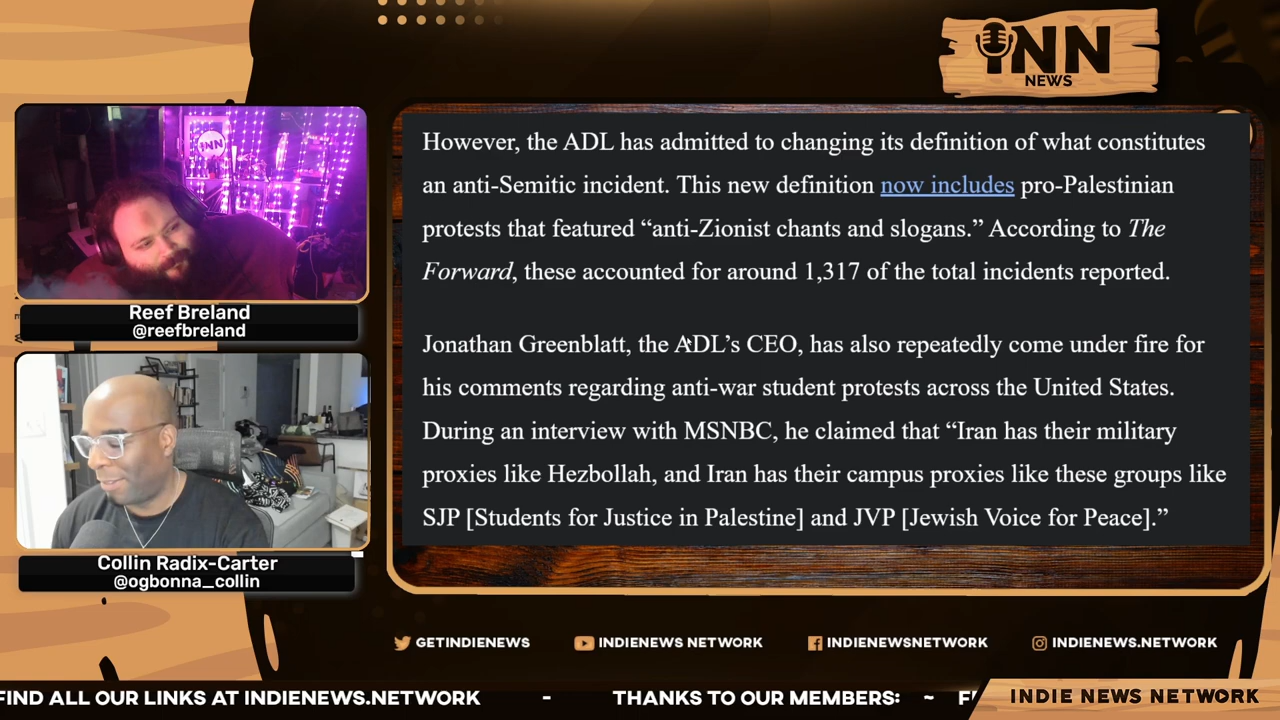 INN
NEWS
INN
However, the ADL has admitted to changing its definition of what constitutes
an anti-Semitic incident. This new definition now includes pro-Palestinian
protests that featured “anti-Zionist chants and slogans.” According to The
Forward, these accounted for around 1,317 of the total incidents reported.
Jonathan Greenblatt, the ADL’s CEO, has also repeatedly come under fire for
his comments regarding anti-war student protests across the United States.
During an interview with MSNBC, he claimed that “Iran has their military
proxies like Hezbollah, and Iran has their campus proxies like these groups like
SJP [Students for Justice in Palestine] and JVP [Jewish Voice for Peace].”
Reef Breland
@reefbreland
Collin Radix-Carter
@ogbonna_collin
GETINDIENEWS INDIENEWS NETWORK INDIENEWSNETWORK INDIENEWS.NETWORK
FIND ALL OUR LINKS AT INDIENEWS.NETWORK - THANKS TO OUR MEMBERS: ~
INDIE NEWS NETWORK